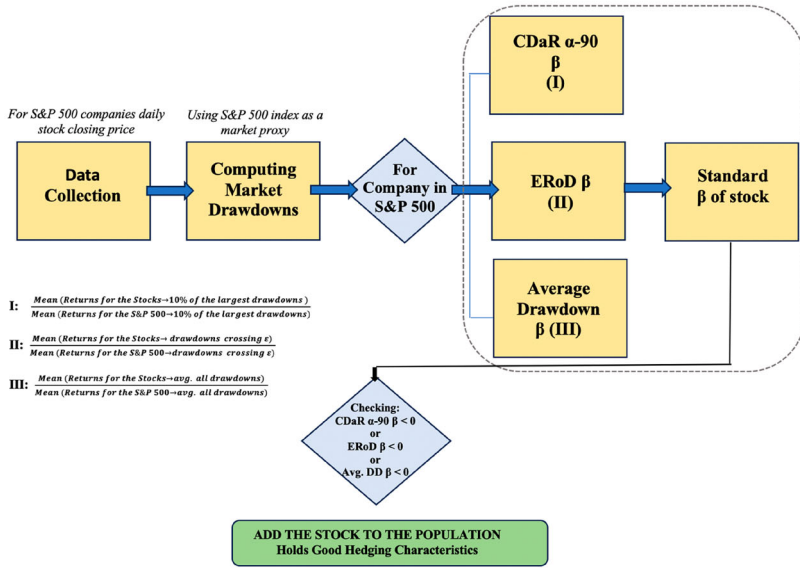 For S&P 500 companies daily
stock closing price
Using S&P 500 index as a
market proxy
Data
Collection
Computing
Market
Drawdowns
For
Company in
S&P 500
CDaR α-90
β
(I)
ERoD β
(II)
Average
Drawdown
β (III)
Standard
β of stock
I: Mean (Returns for the Stocks→10% of the largest drawdowns )
Mean (Returns for the S&P 500→10% of the largest drawdowns)
II: Mean (Returns for the Stocks→ drawdowns crossing ε)
Mean (Returns for the S&P 500→drawdowns crossing ε)
III: Mean (Returns for the Stocks→avg. all drawdowns)
Mean (Returns for the S&P 500→avg. all drawdowns)
Checking:
CDaR α-90 β < 0
or
ERoD β < 0
or
Avg. DD β < 0
ADD THE STOCK TO THE POPULATION
Holds Good Hedging Characteristics